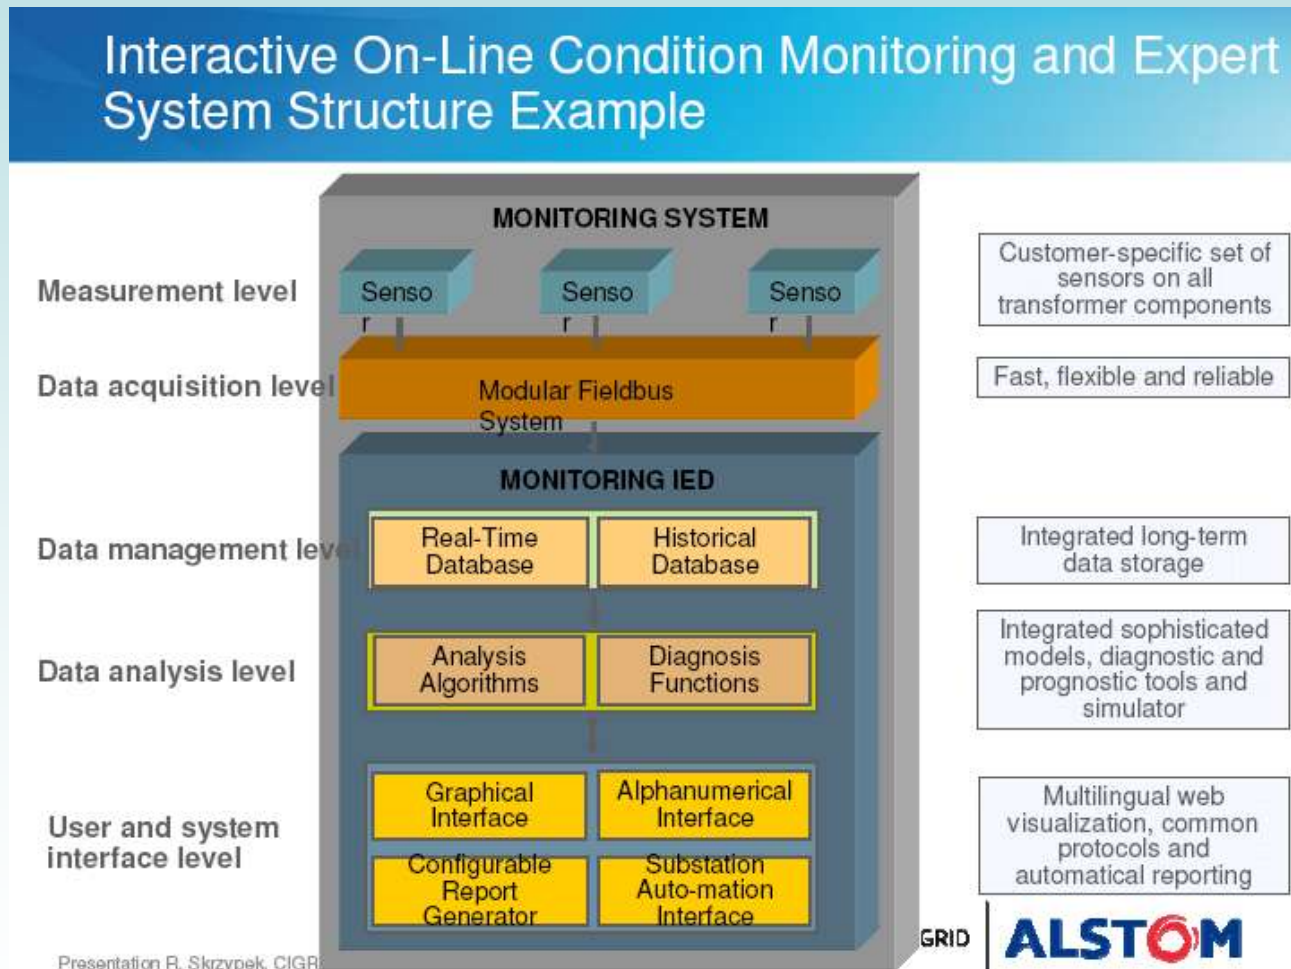 Interactive On-Line Condition Monitoring and Expert
System Structure Example
MONITORING SYSTEM
Measurement level
Senso
r
Senso
r
Senso
r
Customer-specific set of
sensors on all
transformer components
Data acquisition level
Modular Fieldbus
System
Fast, flexible and reliable
MONITORING IED
Data management level
Real-Time
Database
Historical
Database
Integrated long-term
data storage
Data analysis level
Analysis
Algorithms
Diagnosis
Functions
Integrated sophisticated
models, diagnostic and
prognostic tools and
simulator
User and system
interface level
Graphical
Interface
Alphanumerical
Interface
Configurable
Report
Generator
Substation
Auto-mation
Interface
Multilingual web
visualization, common
protocols and
automatical reporting
GRID
ALSTOM
Presentation R. Skrzypek, CIGR